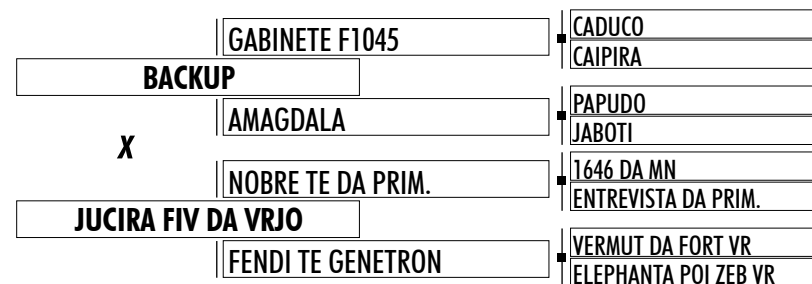 CADUCO
GABINETE F1045
CAIPIRA
BACKUP
PAPUDO
AMAGDALA
JABOTI
X
1646 DA MN
NOBRE TE DA PRIM.
ENTREVISTA DA PRIM.
JUCIRA FIV DA VRJO
VERMUT DA FORT VR
FENDI TE GENETRON
ELEPHANTA POI ZEB VR